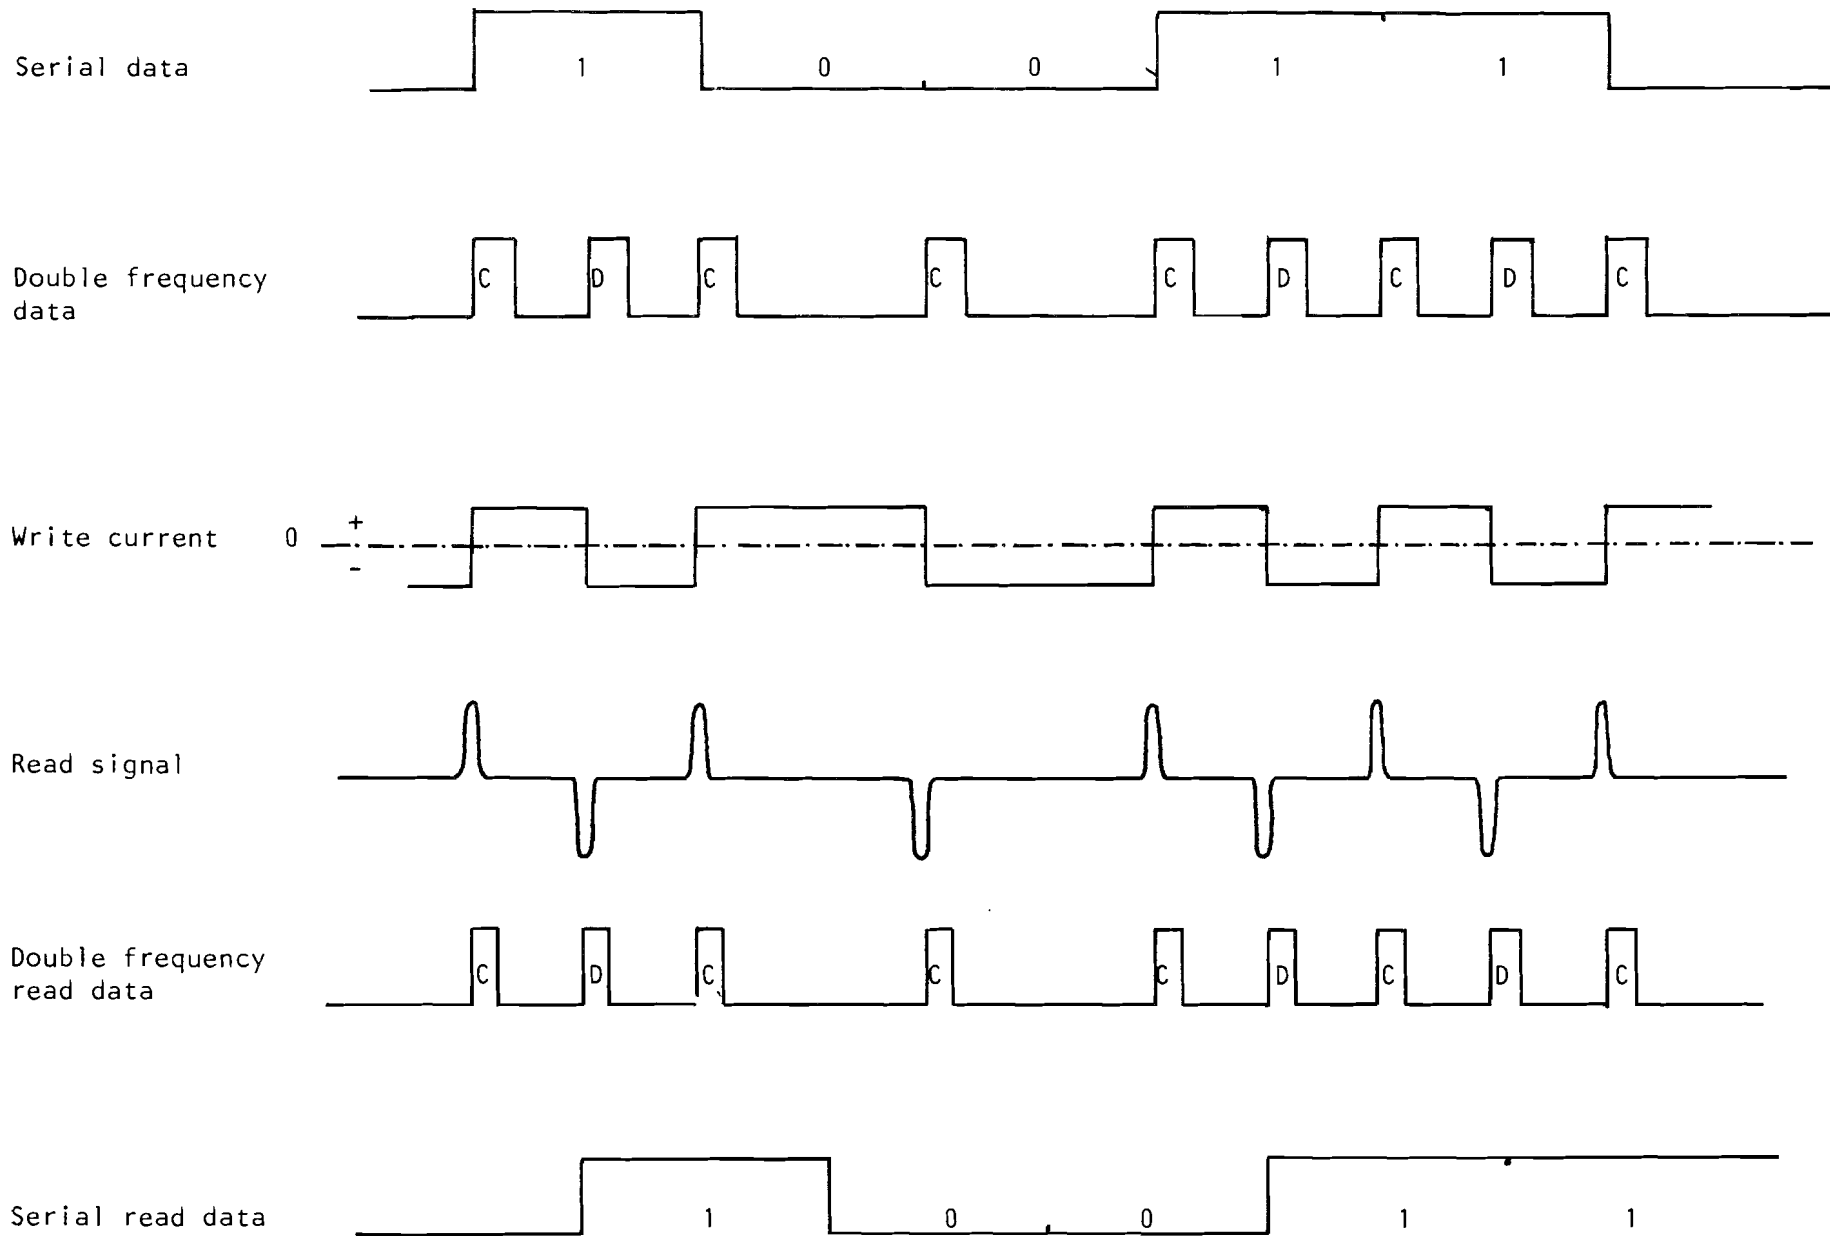 Serial data 1 0 0 1 1
Double frequency
data
C D C C C D C D C
Write current 0
+
-
Read signal
Double frequency
read data
C D C C C D C D C
Serial read data 1 0 0 1 1